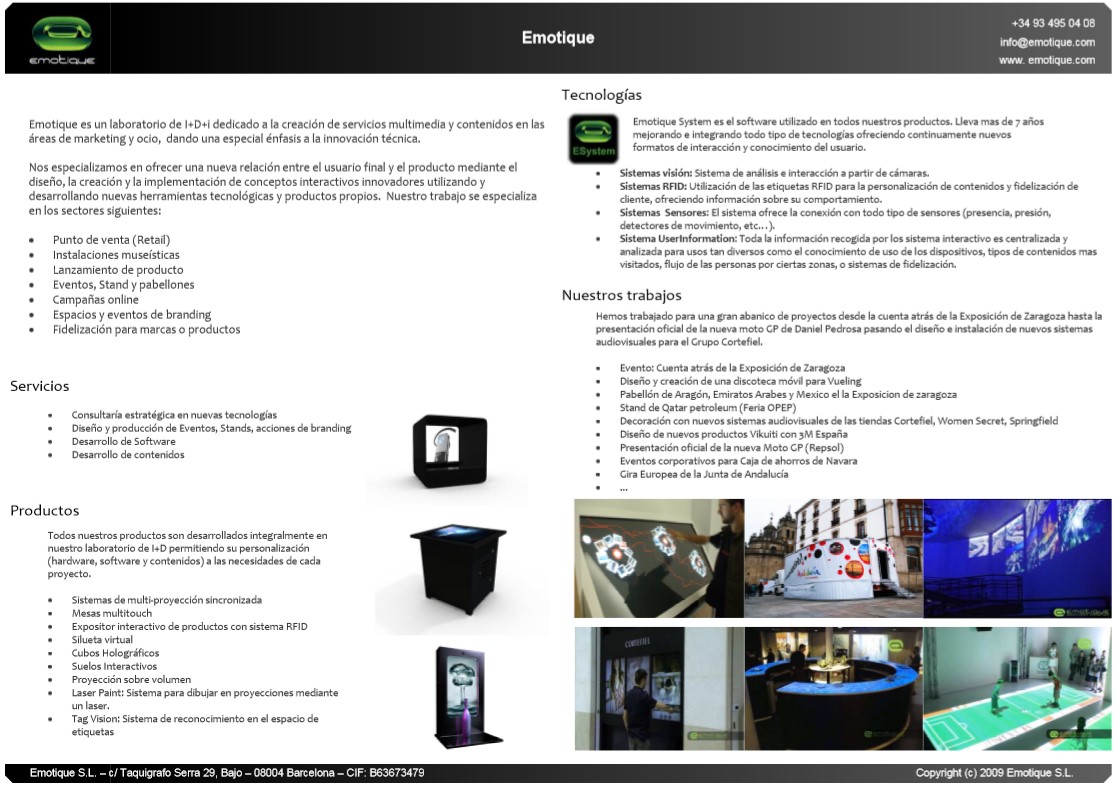 emotique
Emotique
+34 93 495 04 08
info@emotique.com
www. emotique.com
Emotique es un laboratorio de I+D+i dedicado a la creación de servicios multimedia y contenidos en las
áreas de marketing y ocio,  dando una especial énfasis a la innovación técnica.
Nos especializamos en ofrecer una nueva relación entre el usuario final y el producto mediante el
diseño, la creación y la implementación de conceptos interactivos innovadores utilizando y
desarrollando nuevas herramientas tecnológicas y productos propios.  Nuestro trabajo se especializa
en los sectores siguientes:
• Punto de venta (Retail)
• Instalaciones museísticas
• Lanzamiento de producto
• Eventos, Stand y pabellones
• Campañas online
• Espacios y eventos de branding
• Fidelización para marcas o productos
Servicios
• Consultaría estratégica en nuevas tecnologías
• Diseño y producción de Eventos, Stands, acciones de branding
• Desarrollo de Software
• Desarrollo de contenidos
Productos
Todos nuestros productos son desarrollados integralmente en
nuestro laboratorio de I+D permitiendo su personalización
(hardware, software y contenidos) a las necesidades de cada
proyecto.
• Sistemas de multi-proyección sincronizada
• Mesas multitouch
• Expositor interactivo de productos con sistema RFID
• Silueta virtual
• Cubos Holográficos
• Suelos Interactivos
• Proyección sobre volumen
• Laser Paint: Sistema para dibujar en proyecciones mediante
un laser.
• Tag Vision: Sistema de reconocimiento en el espacio de
etiquetas
Tecnologías
ESystem
Emotique System es el software utilizado en todos nuestros productos. Lleva mas de 7 años
mejorando e integrando todo tipo de tecnologías ofreciendo continuamente nuevos
formatos de interacción y conocimiento del usuario.
• Sistemas visión: Sistema de análisis e interacción a partir de cámaras.
• Sistemas RFID: Utilización de las etiquetas RFID para la personalización de contenidos y fidelización de
cliente, ofreciendo información sobre su comportamiento.
• Sistemas  Sensores: El sistema ofrece la conexión con todo tipo de sensores (presencia, presión,
detectores de movimiento, etc…).
• Sistema UserInformation: Toda la información recogida por los sistema interactivo es centralizada y
analizada para usos tan diversos como el conocimiento de uso de los dispositivos, tipos de contenidos mas
visitados, flujo de las personas por ciertas zonas, o sistemas de fidelización.
Nuestros trabajos
Hemos trabajado para una gran abanico de proyectos desde la cuenta atrás de la Exposición de Zaragoza hasta la
presentación oficial de la nueva moto GP de Daniel Pedrosa pasando el diseño e instalación de nuevos sistemas
audiovisuales para el Grupo Cortefiel.
• Evento: Cuenta atrás de la Exposición de Zaragoza
• Diseño y creación de una discoteca móvil para Vueling
• Pabellón de Aragón, Emiratos Arabes y Mexico el la Exposicion de zaragoza
• Stand de Qatar petroleum (Feria OPEP)
• Decoración con nuevos sistemas audiovisuales de las tiendas Cortefiel, Women Secret, Springfield
• Diseño de nuevos productos Vikuiti con 3M España
• Presentación oficial de la nueva Moto GP (Repsol)
• Eventos corporativos para Caja de ahorros de Navara
• Gira Europea de la Junta de Andalucía
• ...
Andalucía
emotique
CORTEFIEL
emotique
emotique
emotique
Emotique S.L. – c/ Taquigrafo Serra 29, Bajo – 08004 Barcelona – CIF: B63673479
Copyright (c) 2009 Emotique S.L.